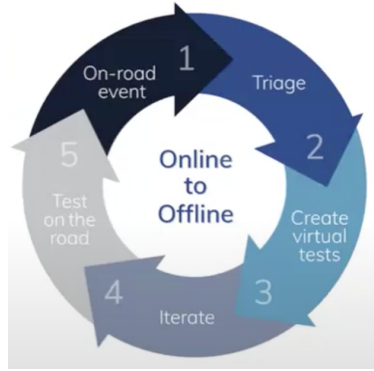 Online
to
Offline
1
On-road
event
2
Triage
3
Create
virtual
tests
4
Iterate
5
Test
on the
road